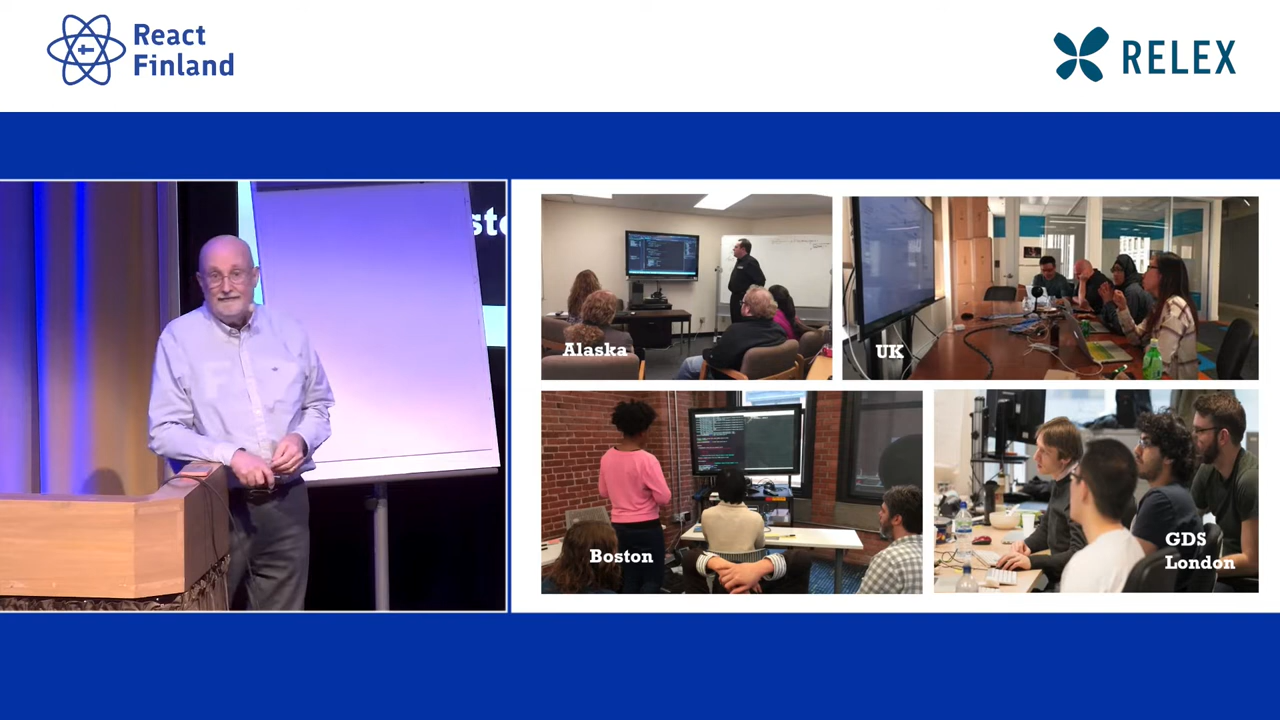 React
Finland
RELEX
Alaska
UK
Boston
GDS
London